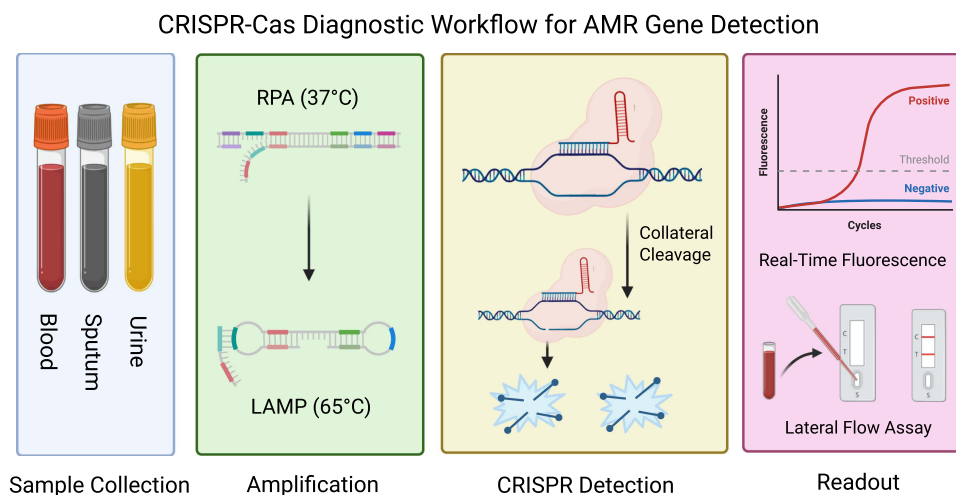 CRISPR-Cas Diagnostic Workflow for AMR Gene Detection
Blood
Sputum
Urine
Sample Collection
RPA (37°C)
LAMP (65°C)
Amplification
Collateral
Cleavage
CRISPR Detection
Fluorescence
Positive
Threshold
Negative
Cycles
Real-Time Fluorescence
C
T
S
C
T
S
Lateral Flow Assay
Readout